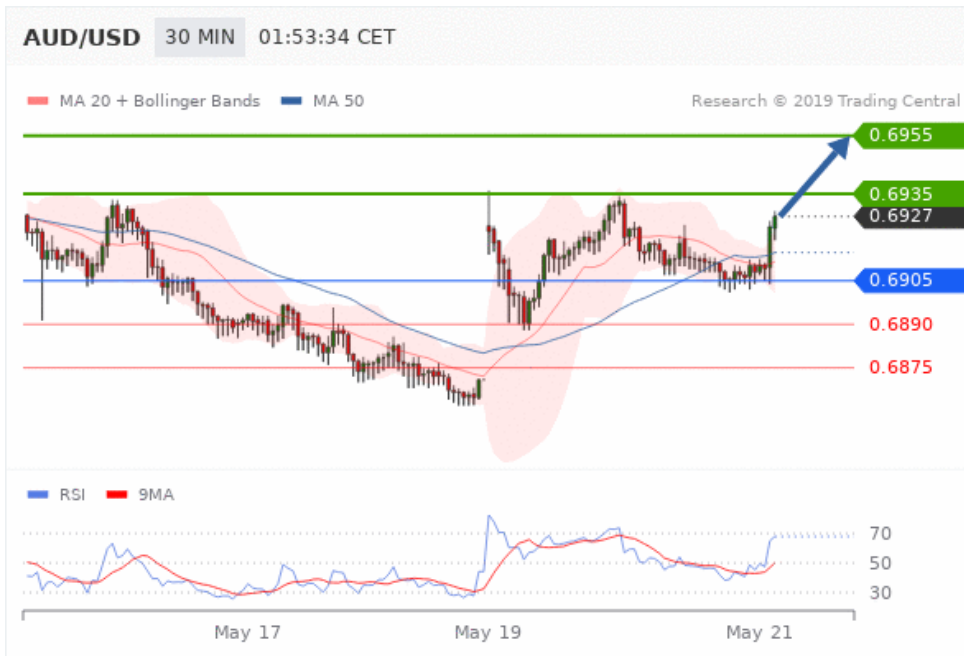 AUD/USD 30 MIN 01:53:34 CET
MA 20 + Bollinger Bands MA 50 Research © 2019 Trading Central
0.6955
0.6935
0.6927
0.6905
0.6890
0.6875
RSI 9MA
70
50
30
May 17 May 19 May 21